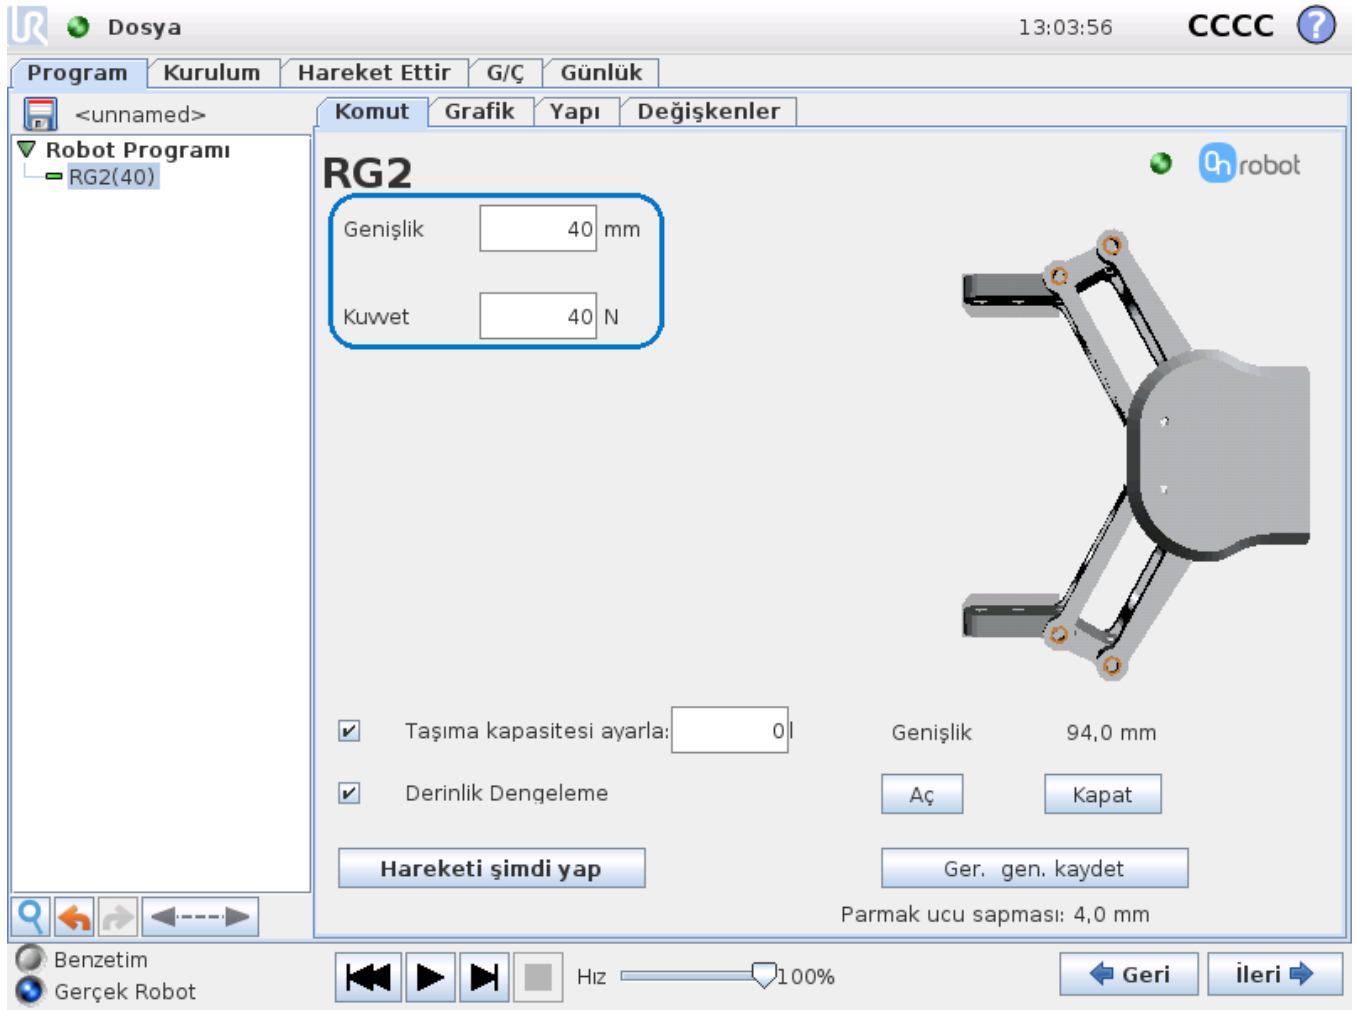 UR Dosya 13:03:56 CCCC ?
Program Kurulum Hareket Ettir G/Ç Günlük
<unnamed> Komut Grafik Yapı Değişkenler
Robot Programı
RG2(40)
RG2
On robot
Genişlik 40 mm
Kuvvet 40 N
Taşıma kapasitesi ayarla: 0
Genişlik 94,0 mm
Derinlik Dengeleme
Aç Kapat
Hareketi şimdi yap
Ger. gen. kaydet
Parmak ucu sapması: 4,0 mm
Benzetim
Gerçek Robot
Hız 100%
Geri İleri